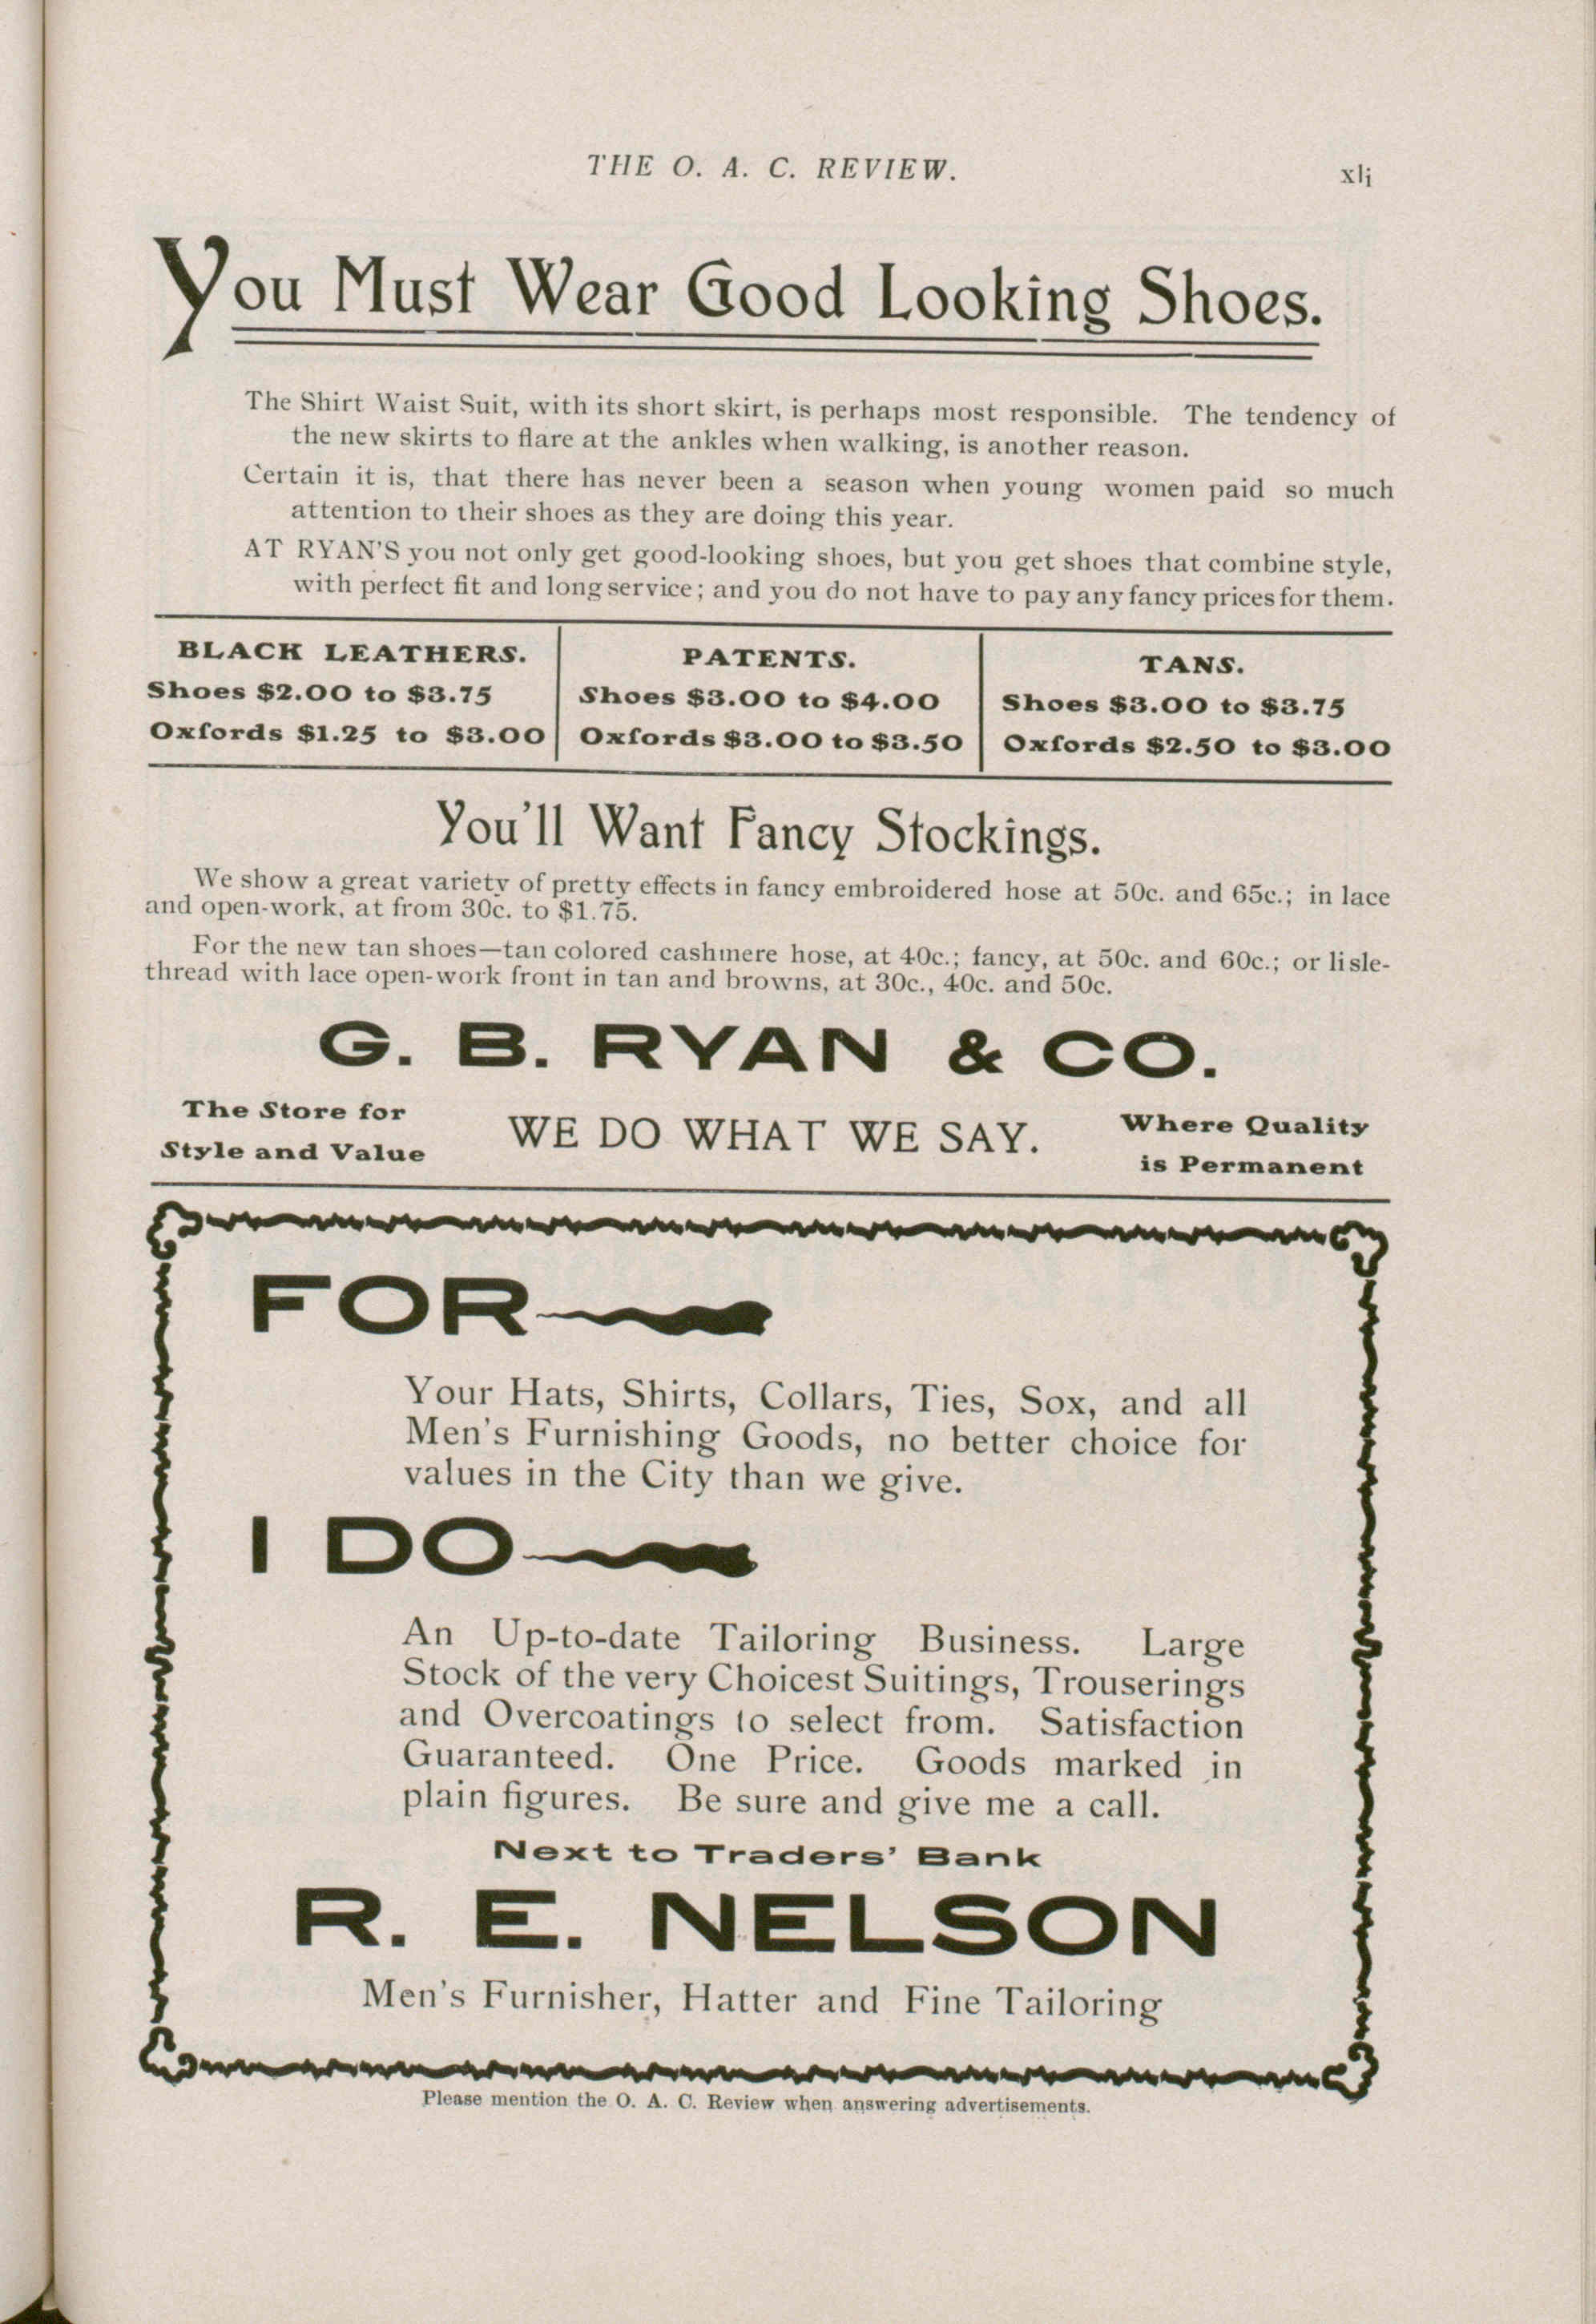 THE O. A. C. REVIEW. xli
You Must Wear Good Looking Shoes.
The Shirt Waist Suit, with its short skirt, is perhaps most responsible. The tendency of
the new skirts to flare at the ankles when walking, is another reason.
Certain it is, that there has never been a season when young women paid so much
attention to their shoes as they are doing this year.
AT RYAN'S you not only get good-looking shoes, but you get shoes that combine style,
with perfect fit and long service; and you do not have to pay any fancy prices for them.
BLACK LEATHERS.
Shoes $2.00 to $3.75
Oxfords $1.25 to $3.00
PATENTS.
Shoes $3.00 to $4.00
Oxfords $3.00 to $3.50
TANS.
Shoes $3.00 to $3.75
Oxfords $2.50 to $3.00
You'll Want Fancy Stockings.
We show a great variety of pretty effects in fancy embroidered hose at 50c. and 65c.; in lace
and open-work, at from 30c. to $1.75.
For the new tan shoes—tan colored cashmere hose, at 40c.; fancy, at 50c. and 60c.; or lisle-
thread with lace open-work front in tan and browns, at 30c., 40c. and 50c.
G. B. RYAN & CO.
The Store for
Style and Value
WE DO WHAT WE SAY.
Where Quality
is Permanent
FOR
Your Hats, Shirts, Collars, Ties, Sox, and all
Men's Furnishing Goods, no better choice for
values in the City than we give.
I DO
An Up-to-date Tailoring Business. Large
Stock of the very Choicest Suitings, Trouserings
and Overcoatings to select from. Satisfaction
Guaranteed. One Price. Goods marked in
plain figures. Be sure and give me a call.
Next to Traders' Bank
R. E. NELSON
Men's Furnisher, Hatter and Fine Tailoring
Please mention the O. A. C. Review when answering advertisements.